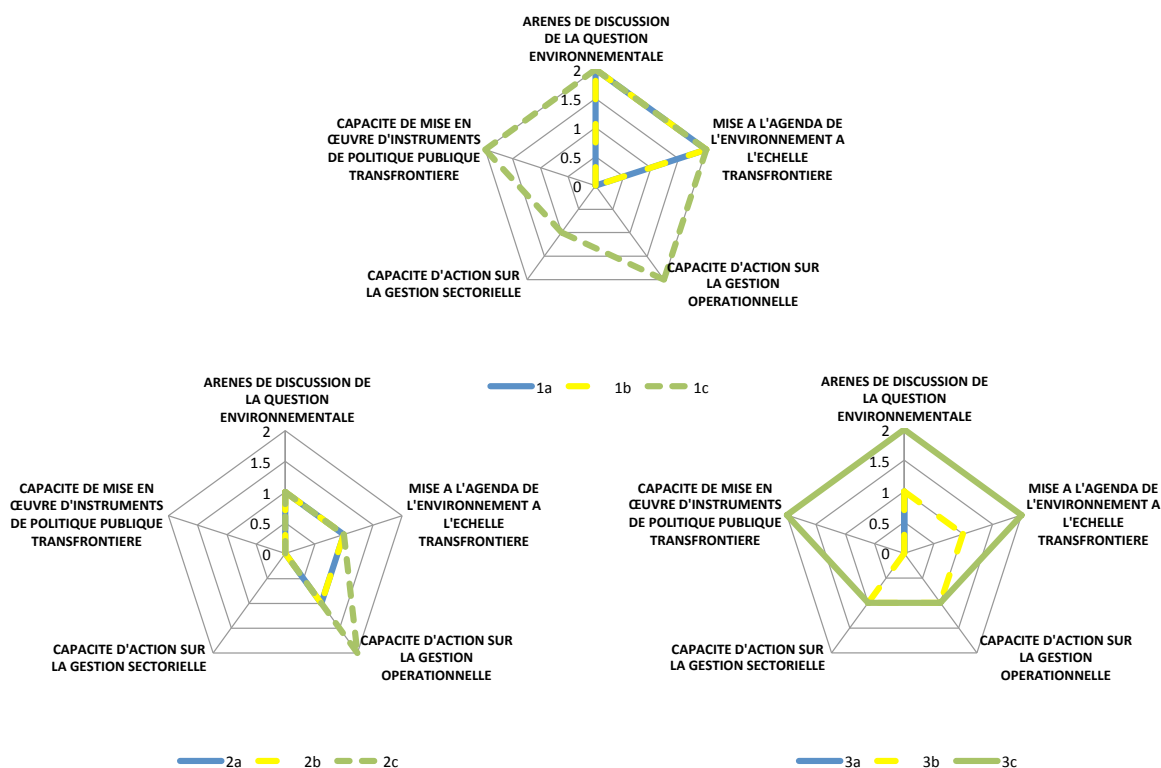 ARENES DE DISCUSSION
DE LA QUESTION
ENVIRONNEMENTALE
2
1.5
1
0.5
0
CAPACITE DE MISE EN
ŒUVRE D'INSTRUMENTS
DE POLITIQUE PUBLIQUE
TRANSFRONTIERE
MISE A L'AGENDA DE
L'ENVIRONNEMENT A
L'ECHELLE
TRANSFRONTIERE
CAPACITE D'ACTION SUR
LA GESTION SECTORIELLE
CAPACITE D'ACTION SUR
LA GESTION
OPERATIONNELLE
1a 1b 1c
ARENES DE DISCUSSION DE
LA QUESTION
ENVIRONNEMENTALE
2
1.5
1
0.5
0
CAPACITE DE MISE EN
ŒUVRE D'INSTRUMENTS
DE POLITIQUE PUBLIQUE
TRANSFRONTIERE
MISE A L'AGENDA DE
L'ENVIRONNEMENT A
L'ECHELLE
TRANSFRONTIERE
CAPACITE D'ACTION SUR
LA GESTION SECTORIELLE
CAPACITE D'ACTION SUR
LA GESTION
OPERATIONNELLE
2a 2b 2c
ARENES DE DISCUSSION DE
LA QUESTION
ENVIRONNEMENTALE
2
1.5
1
0.5
0
CAPACITE DE MISE EN
ŒUVRE D'INSTRUMENTS
DE POLITIQUE PUBLIQUE
TRANSFRONTIERE
MISE A L'AGENDA DE
L'ENVIRONNEMENT A
L'ECHELLE
TRANSFRONTIERE
CAPACITE D'ACTION SUR
LA GESTION SECTORIELLE
CAPACITE D'ACTION SUR
LA GESTION
OPERATIONNELLE
3a 3b 3c